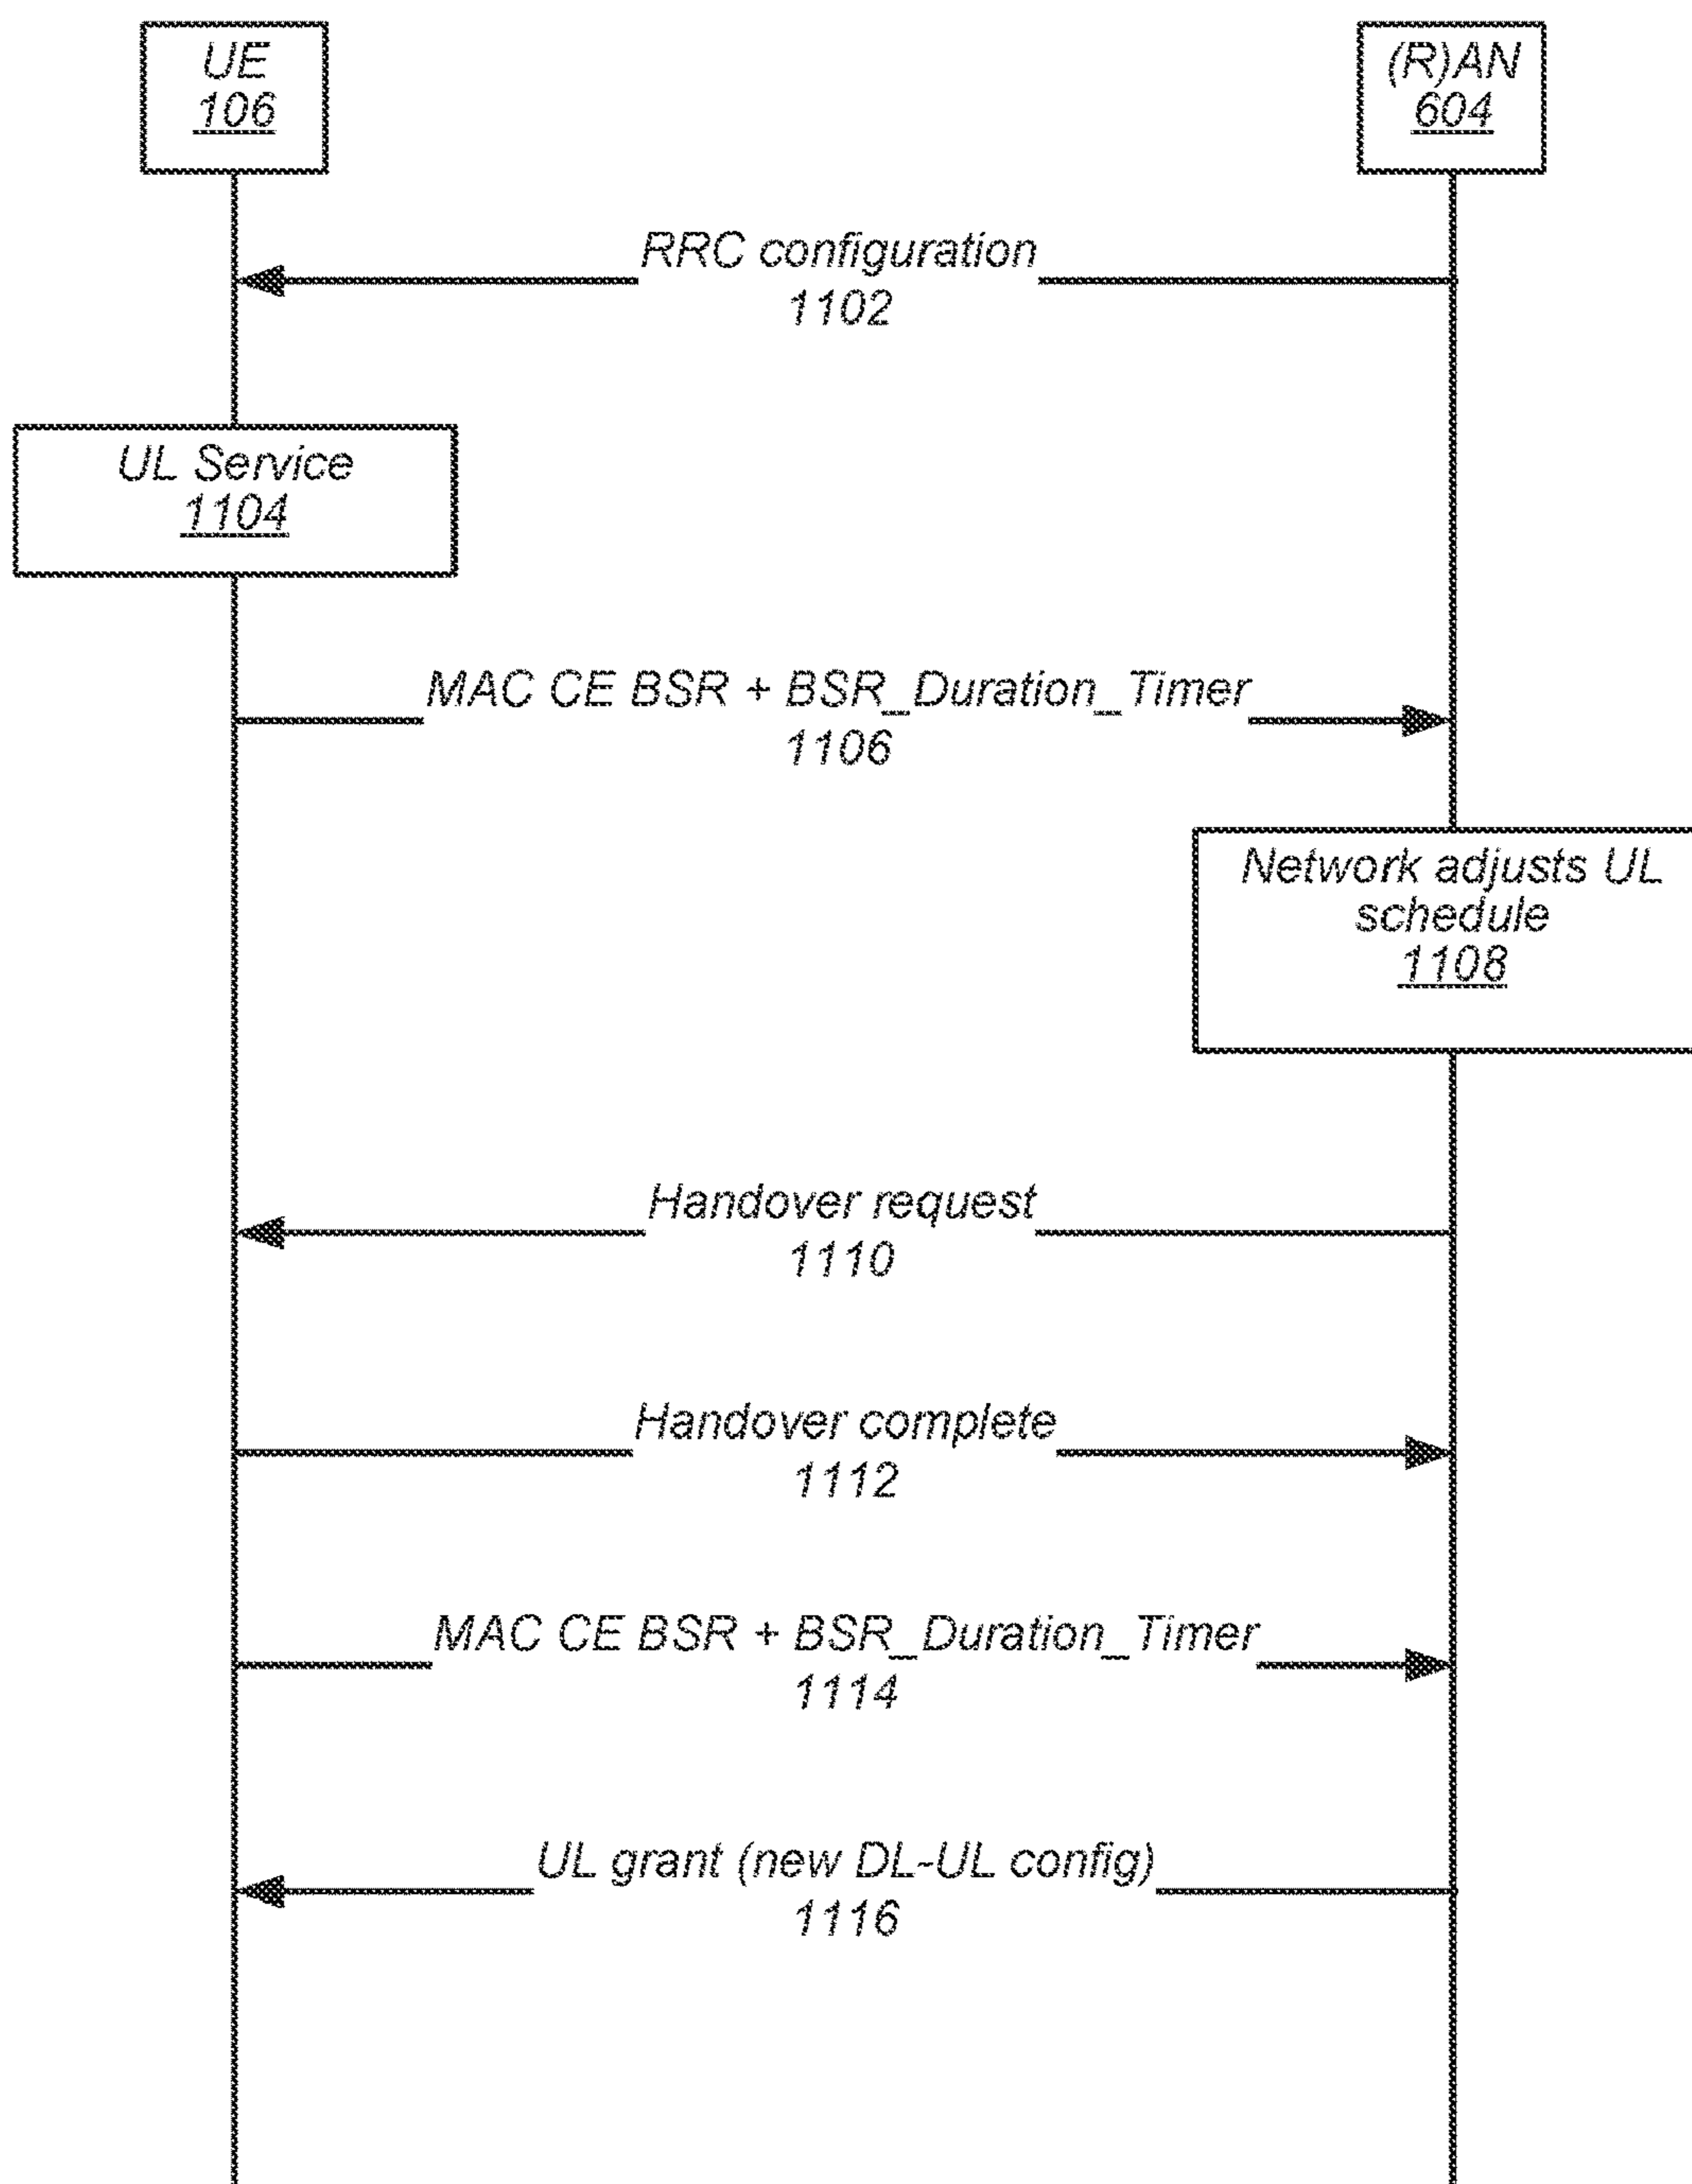 UE
106
(R)AN
604
RRC configuration
1102
UL Service
1104
MAC CE BSR + BSR_Duration_Timer
1106
Network adjusts UL
schedule
1108
Handover request
1110
Handover complete
1112
MAC CE BSR + BSR_Duration_Timer
1114
UL grant (new DL-UL config)
1116